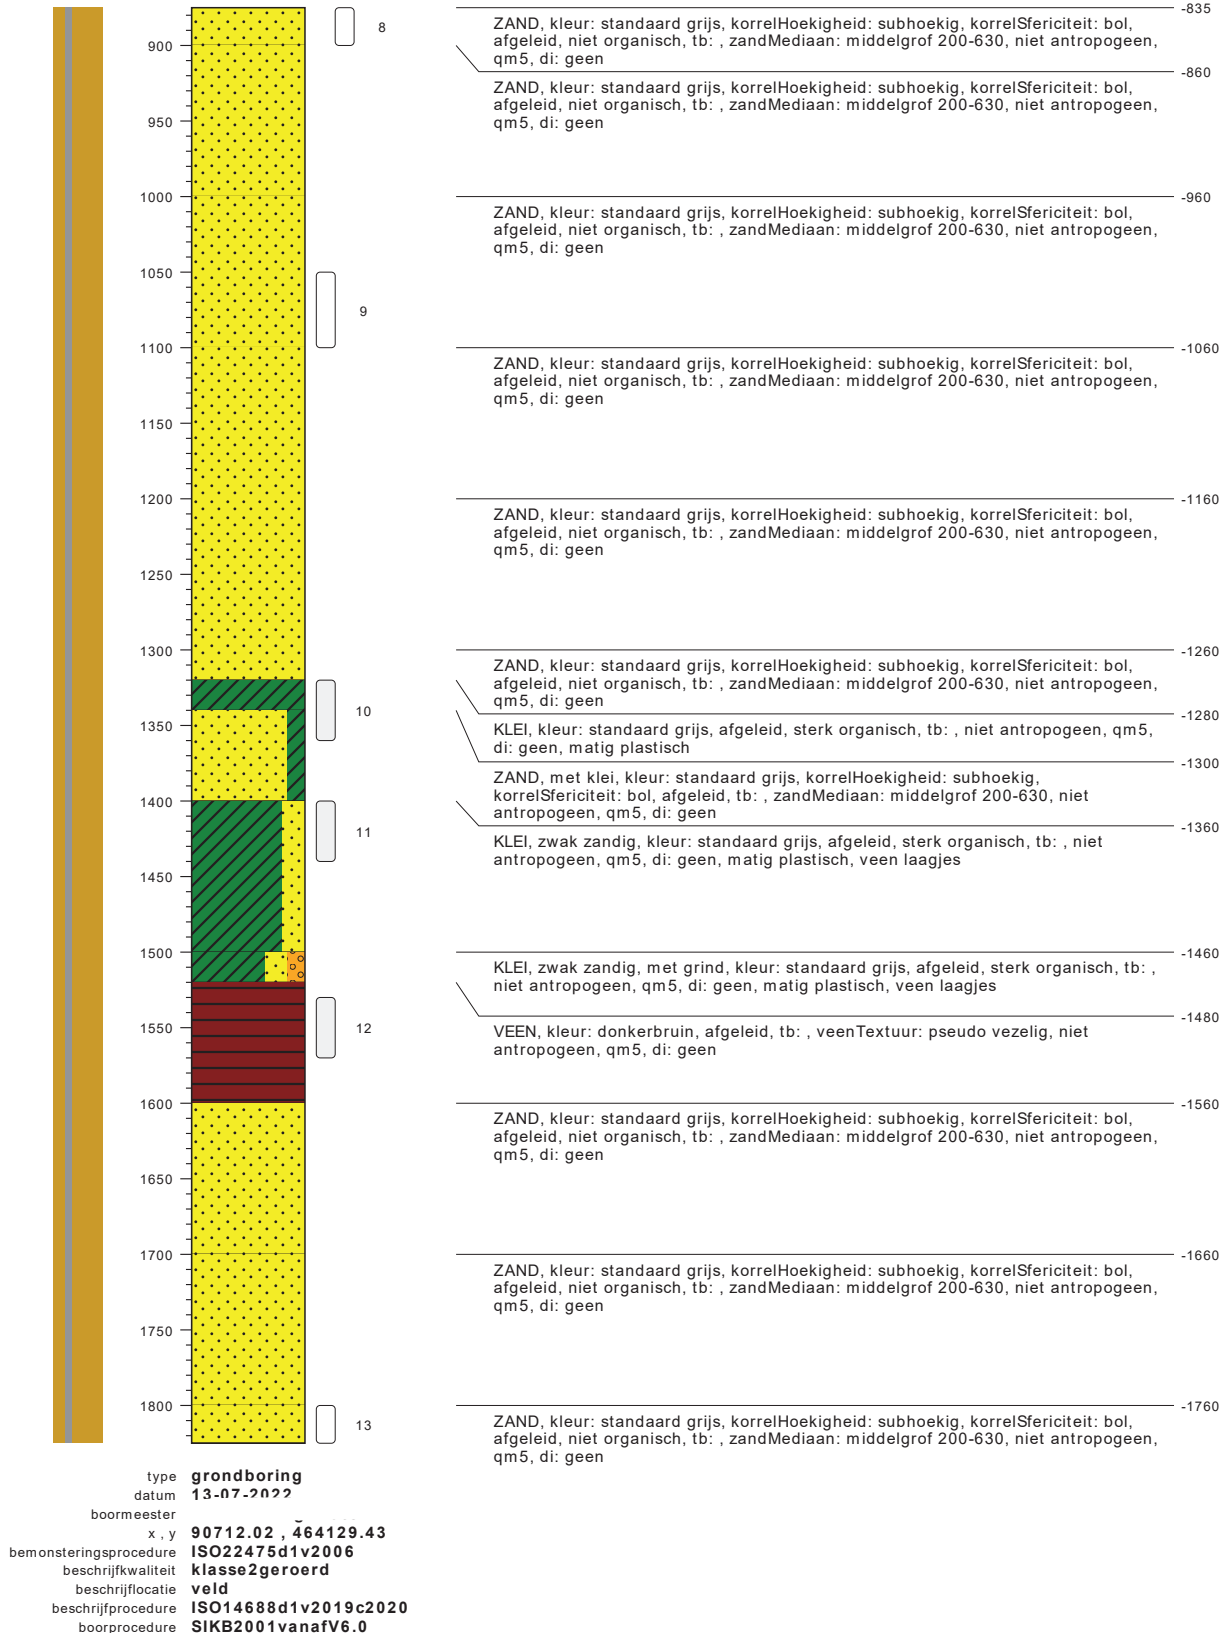 -835
8
ZAND, kleur: standaard grijs, korrelHoekigheid: subhoekig, korrelSfericiteit: bol,
afgeleid, niet organisch, tb: , zandMediaan: middelgrof 200-630, niet antropogeen,
qm5, di: geen
900
-860
ZAND, kleur: standaard grijs, korrelHoekigheid: subhoekig, korrelSfericiteit: bol,
afgeleid, niet organisch, tb: , zandMediaan: middelgrof 200-630, niet antropogeen,
qm5, di: geen
950
1000
-960
ZAND, kleur: standaard grijs, korrelHoekigheid: subhoekig, korrelSfericiteit: bol,
afgeleid, niet organisch, tb: , zandMediaan: middelgrof 200-630, niet antropogeen,
qm5, di: geen
1050
9
1100
-1060
ZAND, kleur: standaard grijs, korrelHoekigheid: subhoekig, korrelSfericiteit: bol,
afgeleid, niet organisch, tb: , zandMediaan: middelgrof 200-630, niet antropogeen,
qm5, di: geen
1150
1200
-1160
ZAND, kleur: standaard grijs, korrelHoekigheid: subhoekig, korrelSfericiteit: bol,
afgeleid, niet organisch, tb: , zandMediaan: middelgrof 200-630, niet antropogeen,
qm5, di: geen
1250
1300
-1260
ZAND, kleur: standaard grijs, korrelHoekigheid: subhoekig, korrelSfericiteit: bol,
afgeleid, niet organisch, tb: , zandMediaan: middelgrof 200-630, niet antropogeen,
qm5, di: geen
10
-1280
1350
KLEI, kleur: standaard grijs, afgeleid, sterk organisch, tb: , niet antropogeen, qm5,
di: geen, matig plastisch
-1300
ZAND, met klei, kleur: standaard grijs, korrelHoekigheid: subhoekig,
korrelSfericiteit: bol, afgeleid, tb: , zandMediaan: middelgrof 200-630, niet
antropogeen, qm5, di: geen
1400
-1360
11
KLEI, zwak zandig, kleur: standaard grijs, afgeleid, sterk organisch, tb: , niet
antropogeen, qm5, di: geen, matig plastisch, veen laagjes
1450
1500
-1460
KLEI, zwak zandig, met grind, kleur: standaard grijs, afgeleid, sterk organisch, tb: ,
niet antropogeen, qm5, di: geen, matig plastisch, veen laagjes
-1480
1550
12
VEEN, kleur: donkerbruin, afgeleid, tb: , veenTextuur: pseudo vezelig, niet
antropogeen, qm5, di: geen
1600
-1560
ZAND, kleur: standaard grijs, korrelHoekigheid: subhoekig, korrelSfericiteit: bol,
afgeleid, niet organisch, tb: , zandMediaan: middelgrof 200-630, niet antropogeen,
qm5, di: geen
1650
1700
-1660
ZAND, kleur: standaard grijs, korrelHoekigheid: subhoekig, korrelSfericiteit: bol,
afgeleid, niet organisch, tb: , zandMediaan: middelgrof 200-630, niet antropogeen,
qm5, di: geen
1750
1800
-1760
13
ZAND, kleur: standaard grijs, korrelHoekigheid: subhoekig, korrelSfericiteit: bol,
afgeleid, niet organisch, tb: , zandMediaan: middelgrof 200-630, niet antropogeen,
qm5, di: geen
type grondboring
datum 13-07-2022
boormeester
x , y 90712.02 , 464129.43
bemonsteringsprocedure ISO22475d1v2006
beschrijfkwaliteit klasse2geroerd
beschrijflocatie veld
beschrijfprocedure ISO14688d1v2019c2020
boorprocedure SIKB2001vanafV6.0